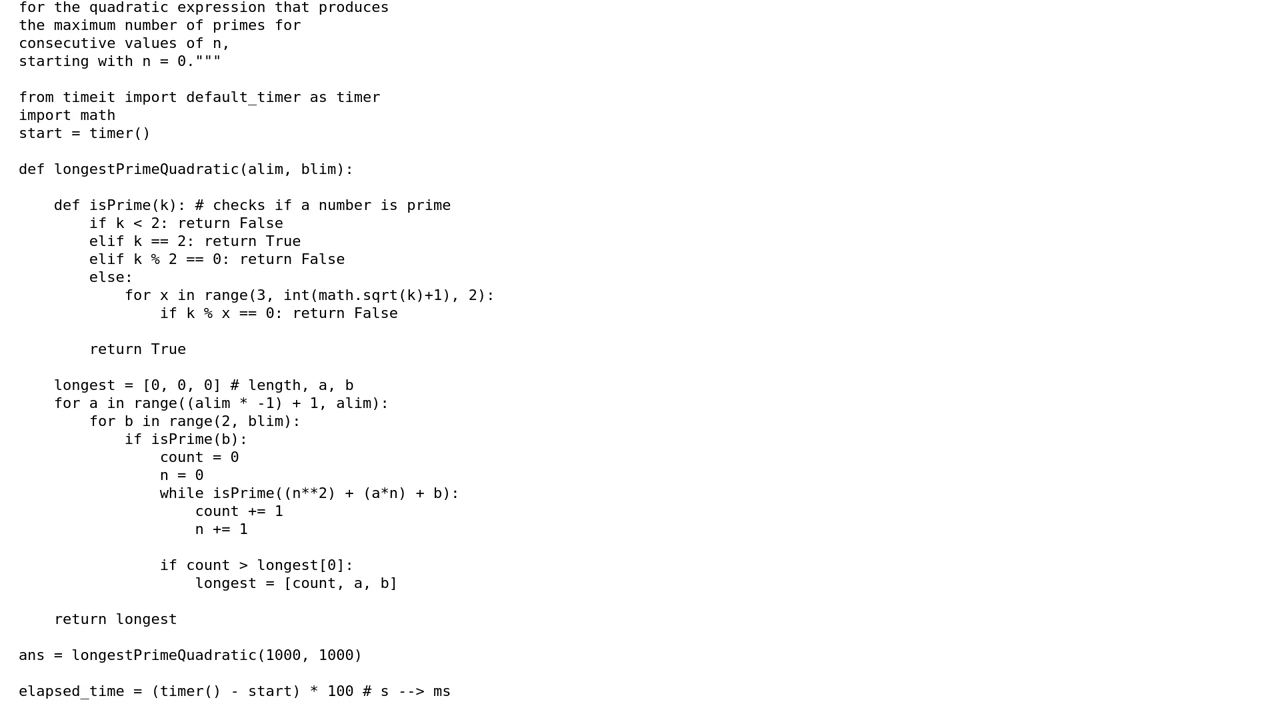 for the quadratic expression that produces
the maximum number of primes for
consecutive values of n,
starting with n = 0."""

from timeit import default_timer as timer
import math
start = timer()

def longestPrimeQuadratic(alim, blim):

    def isPrime(k): # checks if a number is prime
        if k < 2: return False
        elif k == 2: return True
        elif k % 2 == 0: return False
        else:
            for x in range(3, int(math.sqrt(k)+1), 2):
                if k % x == 0: return False

        return True

    longest = [0, 0, 0] # length, a, b
    for a in range((alim * -1) + 1, alim):
        for b in range(2, blim):
            if isPrime(b):
                count = 0
                n = 0
                while isPrime((n**2) + (a*n) + b):
                    count += 1
                    n += 1

                if count > longest[0]:
                    longest = [count, a, b]

    return longest

ans = longestPrimeQuadratic(1000, 1000)

elapsed_time = (timer() - start) * 100 # s --> ms